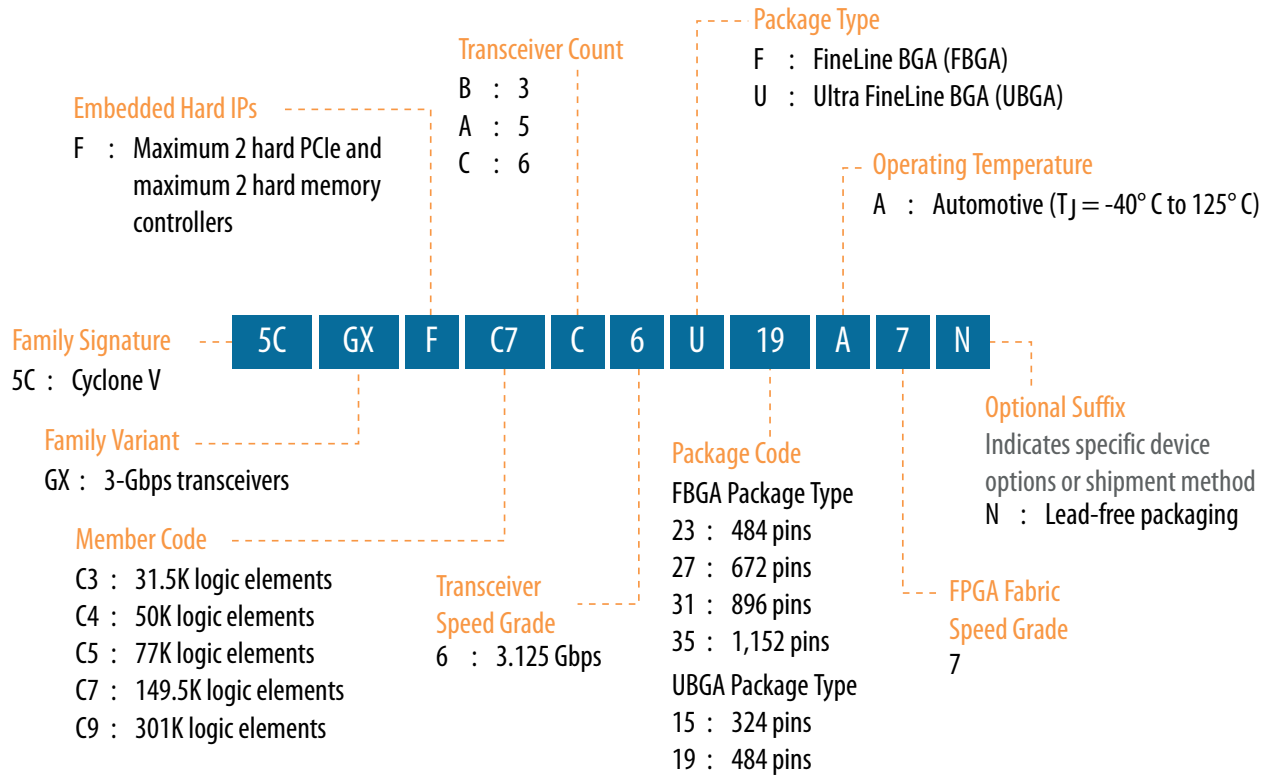 Package Type
F : FineLine BGA (FBGA)
U : Ultra FineLine BGA (UBGA)
Transceiver Count
B : 3
A : 5
C : 6
Embedded Hard IPs
F : Maximum 2 hard PCIe and
maximum 2 hard memory
controllers
Operating Temperature
A : Automotive (TJ = -40° C to 125° C)
Family Signature
5C : Cyclone V
5C GX F C7 C 6 U 19 A 7 N
Family Variant
GX : 3-Gbps transceivers
Member Code
C3 : 31.5K logic elements
C4 : 50K logic elements
C5 : 77K logic elements
C7 : 149.5K logic elements
C9 : 301K logic elements
Transceiver
Speed Grade
6 : 3.125 Gbps
Package Code
FBGA Package Type
23 : 484 pins
27 : 672 pins
31 : 896 pins
35 : 1,152 pins
UBGA Package Type
15 : 324 pins
19 : 484 pins
FPGA Fabric
Speed Grade
7
Optional Suffix
Indicates specific device
options or shipment method
N : Lead-free packaging